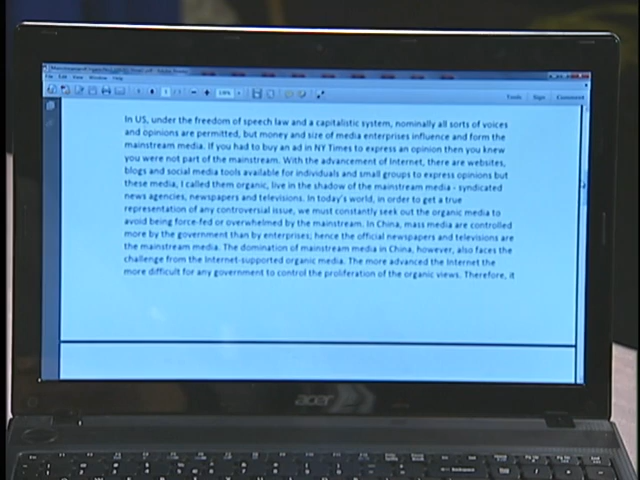 File Edit View Window Help
Tools Sign Comment
In US, under the freedom of speech law and a capitalistic system, nominally all sorts of voices
and opinions are permitted, but money and size of media enterprises influence and form the
mainstream media. If you had to buy an ad in NY Times to express an opinion then you knew
you were not part of the mainstream. With the advancement of Internet, there are websites,
blogs and social media tools available for individuals and small groups to express opinions but
these media, I called them organic, live in the shadow of the mainstream media - syndicated
news agencies, newspapers and televisions. In today's world, in order to get a true
representation of any controversial issue, we must constantly seek out the organic media to
avoid being force-fed or overwhelmed by the mainstream. In China, mass media are controlled
more by the government than by enterprises; hence the official newspapers and televisions are
the mainstream media. The domination of mainstream media in China, however, also faces the
challenge from the Internet-supported organic media. The more advanced the Internet the
more difficult for any government to control the proliferation of the organic views. Therefore, it
acer